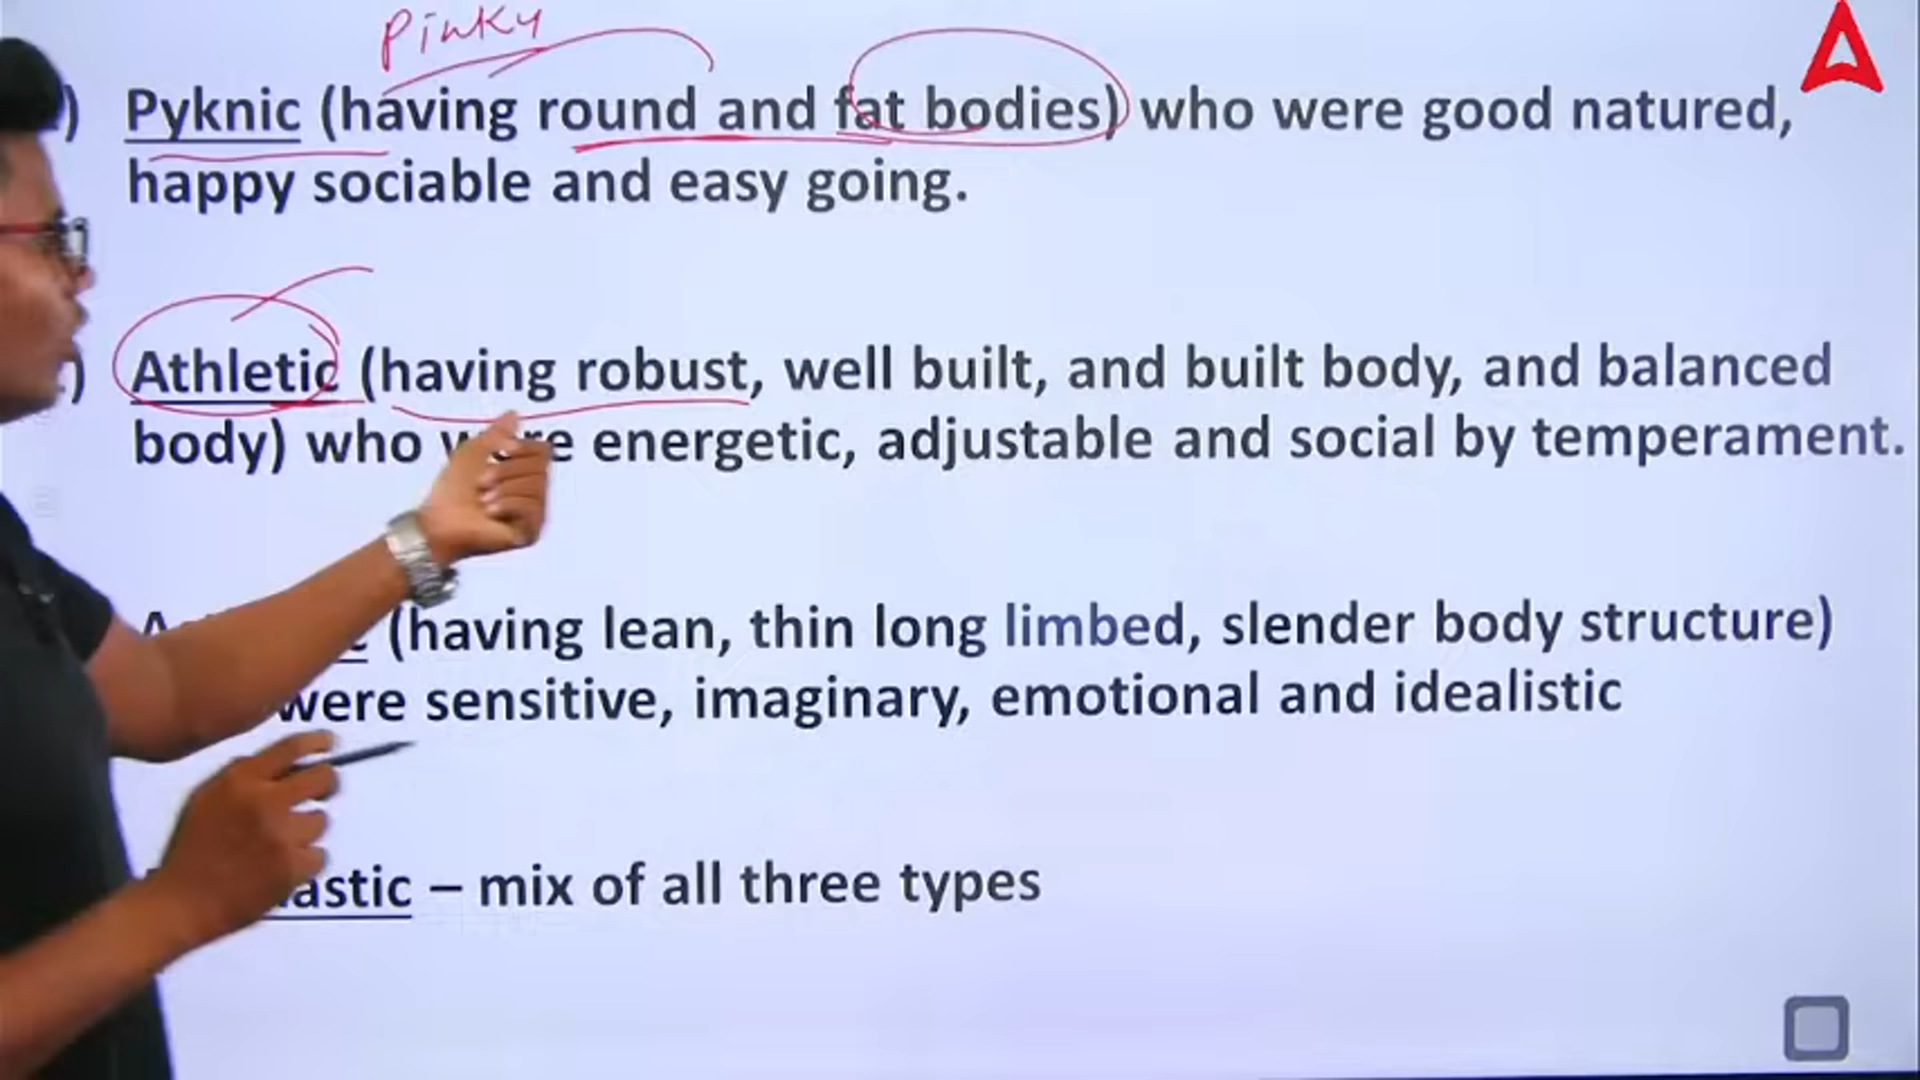 Pinky
) Pyknic (having round and fat bodies) who were good natured,
happy sociable and easy going.
) Athletic (having robust, well built, and built body, and balanced
body) who were energetic, adjustable and social by temperament.
(having lean, thin long limbed, slender body structure)
were sensitive, imaginary, emotional and idealistic
– mix of all three types